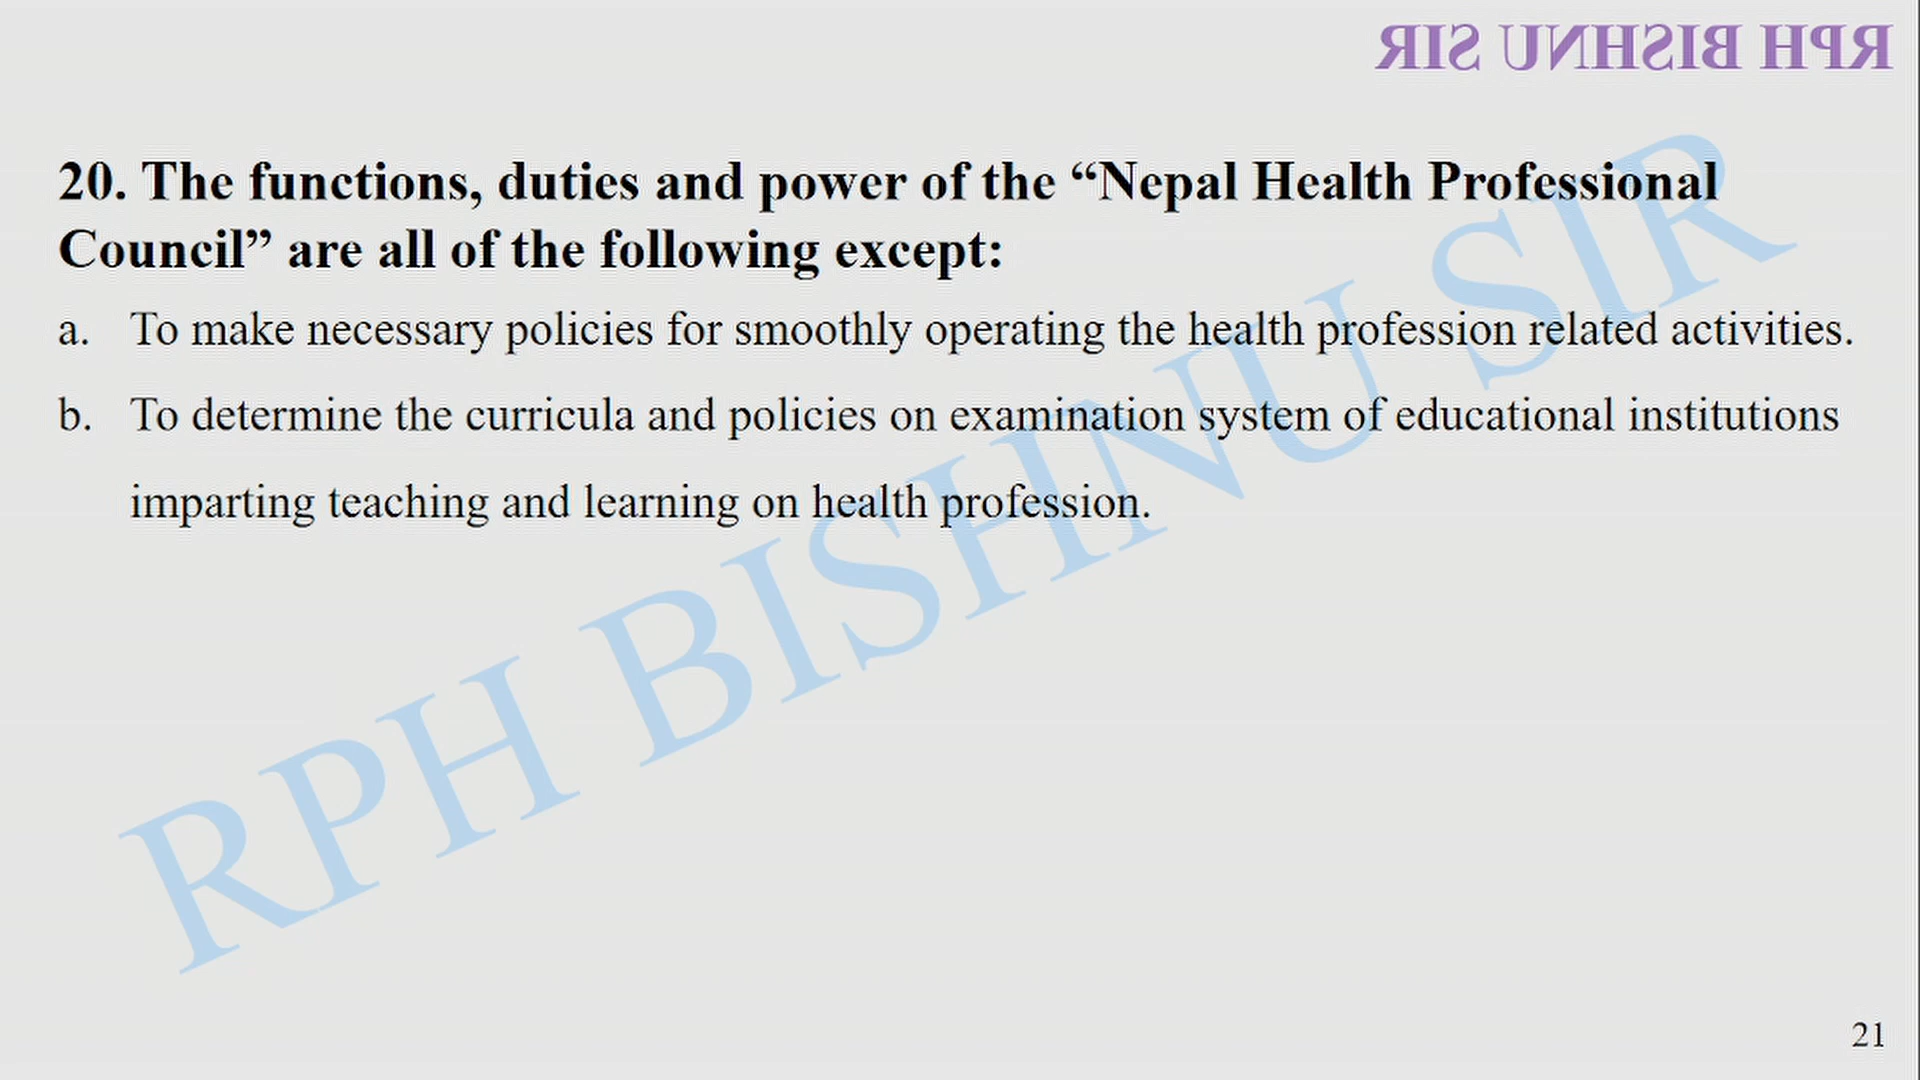 RPH BISHNU SIR
20. The functions, duties and power of the “Nepal Health Professional
Council” are all of the following except:
a. To make necessary policies for smoothly operating the health profession related activities.
b. To determine the curricula and policies on examination system of educational institutions
imparting teaching and learning on health profession.
RPH BISHNU SIR
21